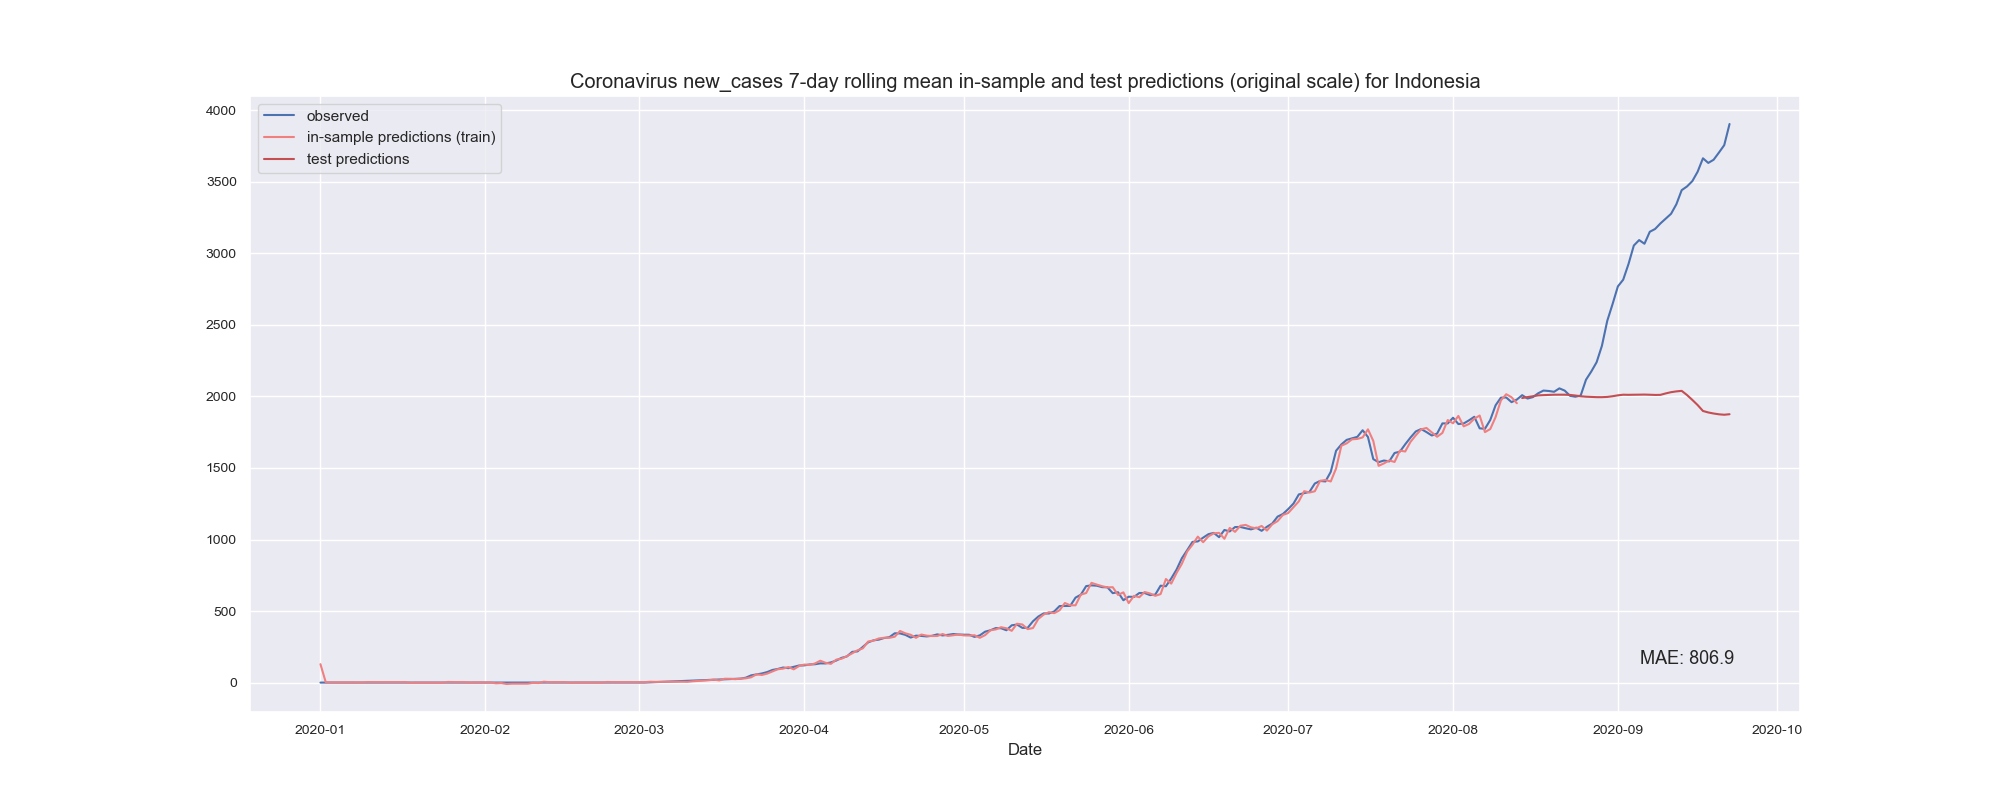 Coronavirus new_cases 7-day rolling mean in-sample and test predictions (original scale) for Indonesia
4000
3500
3000
2500
2000
1500
1000
500
0
observed
in-sample predictions (train)
test predictions
MAE: 806.9
2020-01 2020-02 2020-03 2020-04 2020-05 2020-06 2020-07 2020-08 2020-09 2020-10
Date